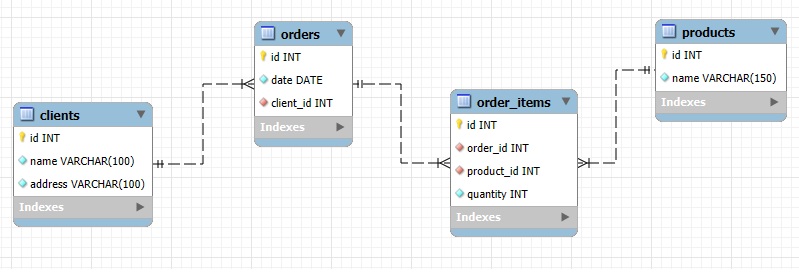 clients
id INT
name VARCHAR(100)
address VARCHAR(100)
Indexes
orders
id INT
date DATE
client_id INT
Indexes
order_items
id INT
order_id INT
product_id INT
quantity INT
Indexes
products
id INT
name VARCHAR(150)
Indexes